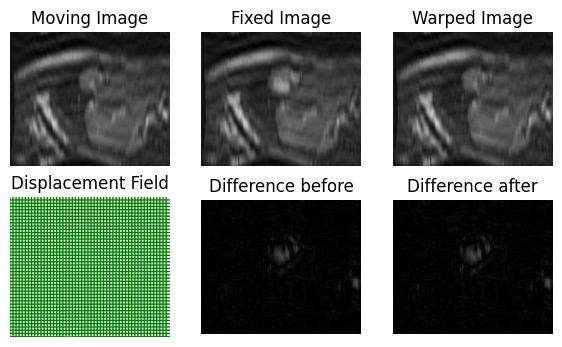 Moving Image
Fixed Image
Warped Image
Displacement Field
Difference before
Difference after